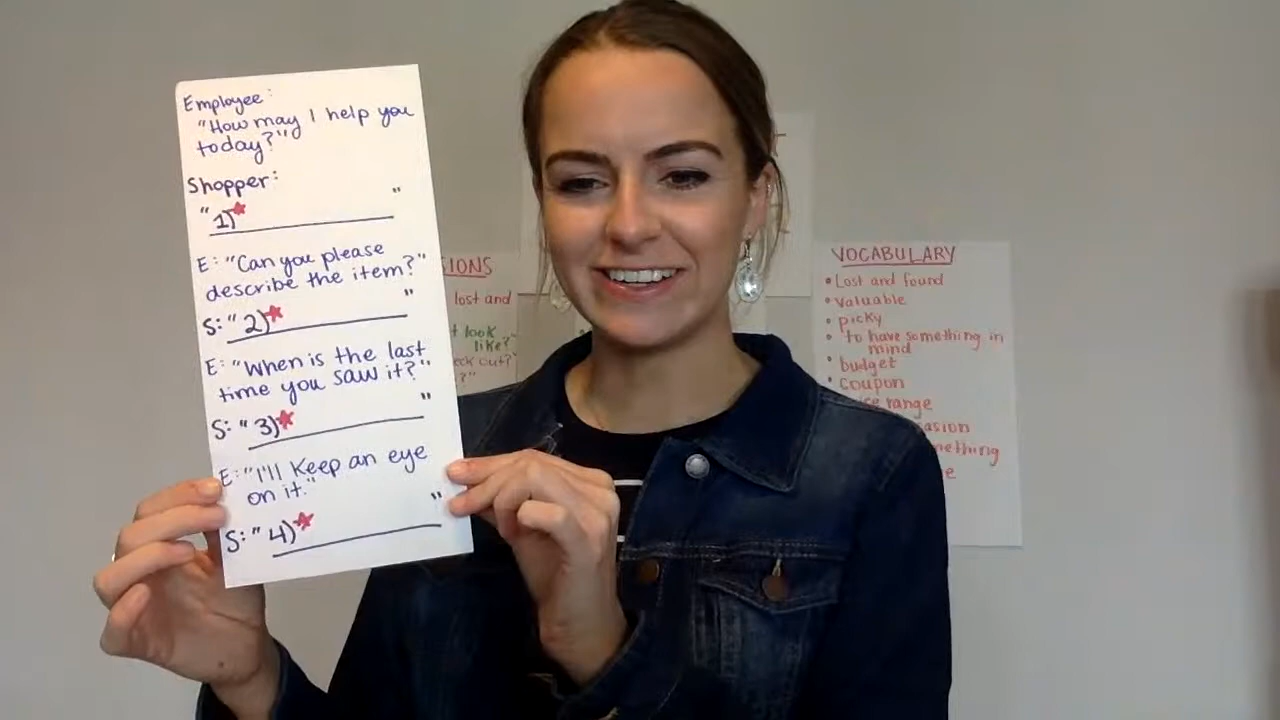 Employee:
"How may I help you
today?"
Shopper:
"1)
"
E: "Can you please
describe the item?"
S: "2)
"
E: "When is the last
time you saw it?"
S: "3)
"
E: "I'll keep an eye
on it."
S: "4)
"
IONS
lost and
look
like?"
out?"
?"
VOCABULARY
• Lost and found
• valuable
• picky
• to have something in
mind
• budget
• coupon
range